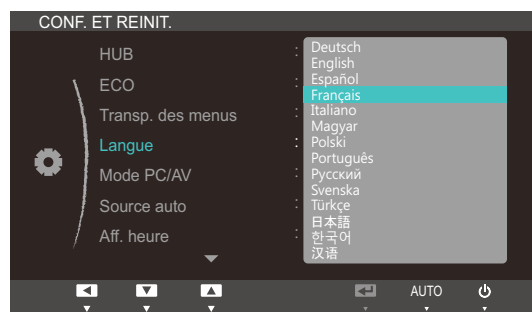 CONF. ET REINIT.
HUB :
ECO :
Transp. des menus :
Langue :
Mode PC/AV :
Source auto :
Aff. heure :
Deutsch
English
Español
Français
Italiano
Magyar
Polski
Português
Русский
Svenska
Türkçe
日本語
한국어
汉语
AUTO